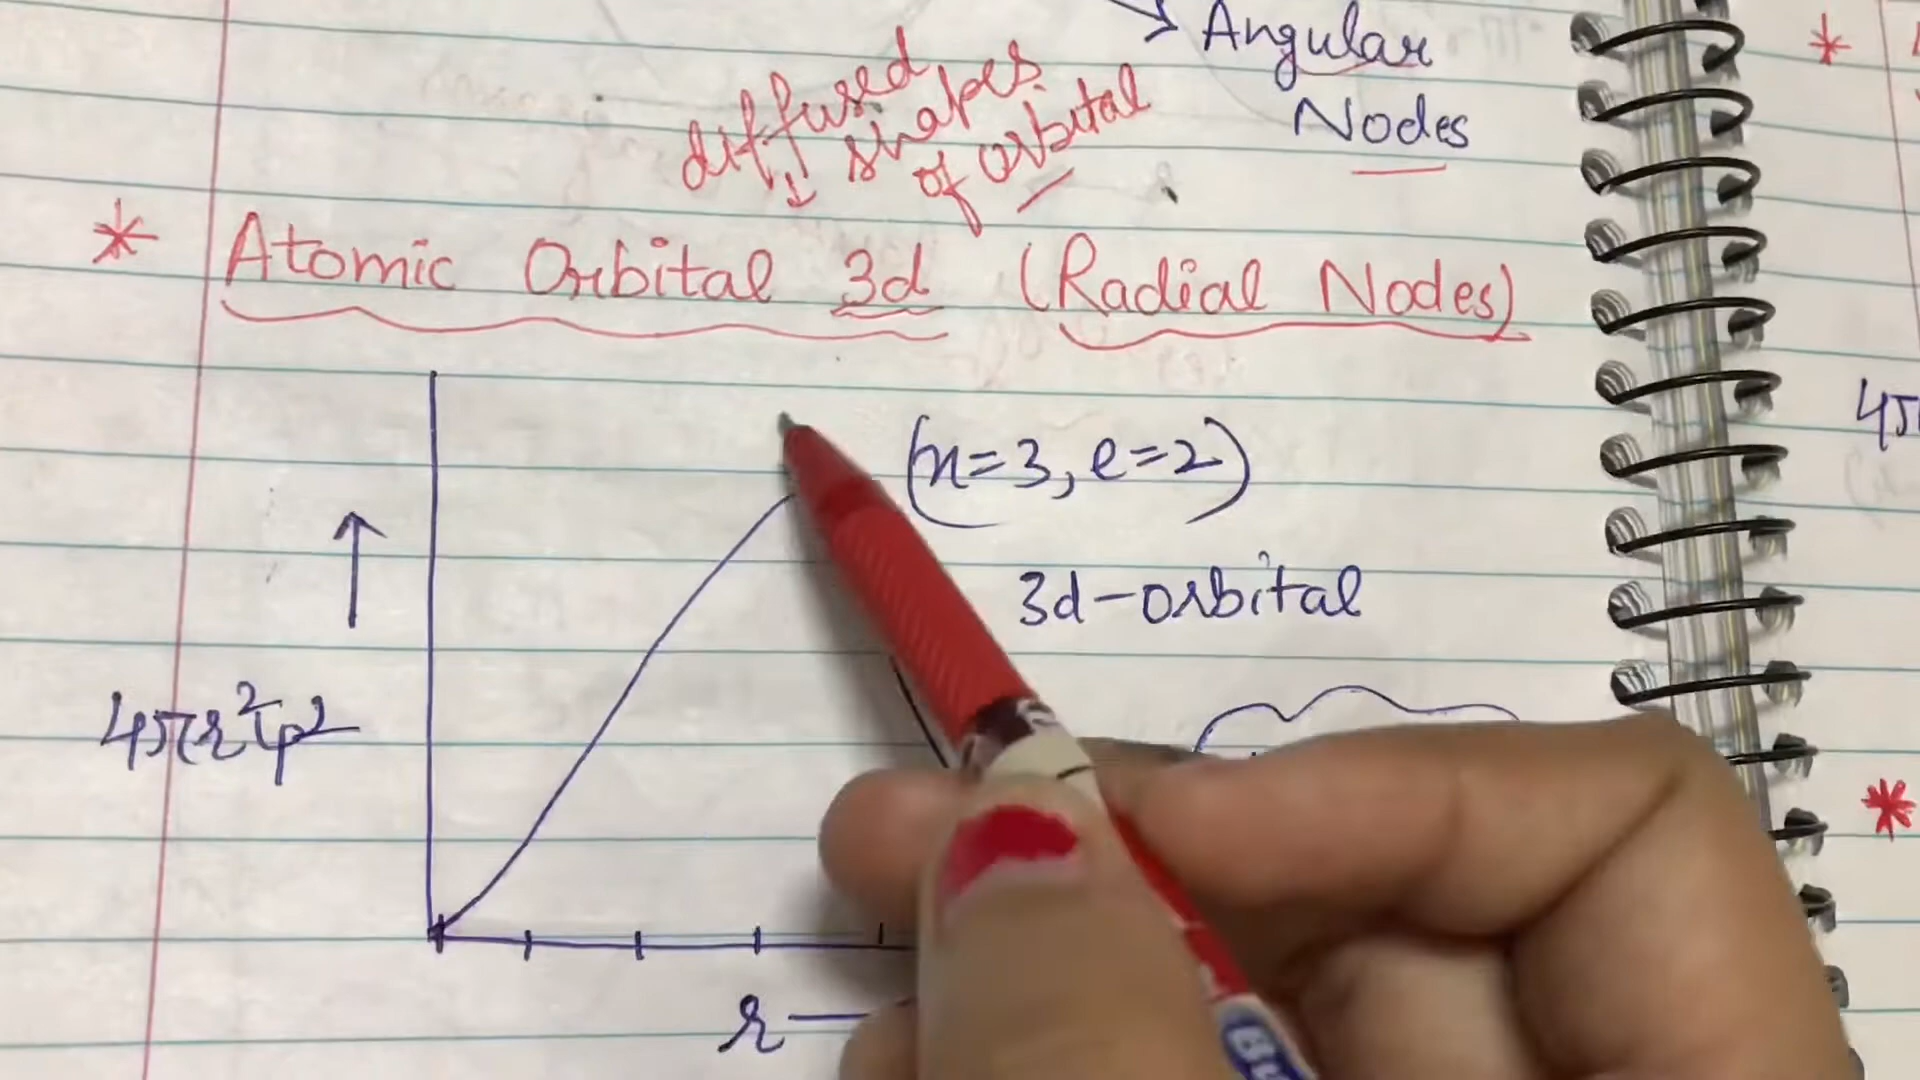 Angular
Nodes
diffused
shapes
of orbital
* Atomic Orbital 3d (Radial Nodes)
(n=3, e=2)
3d-orbital
4πr²ψ²
r